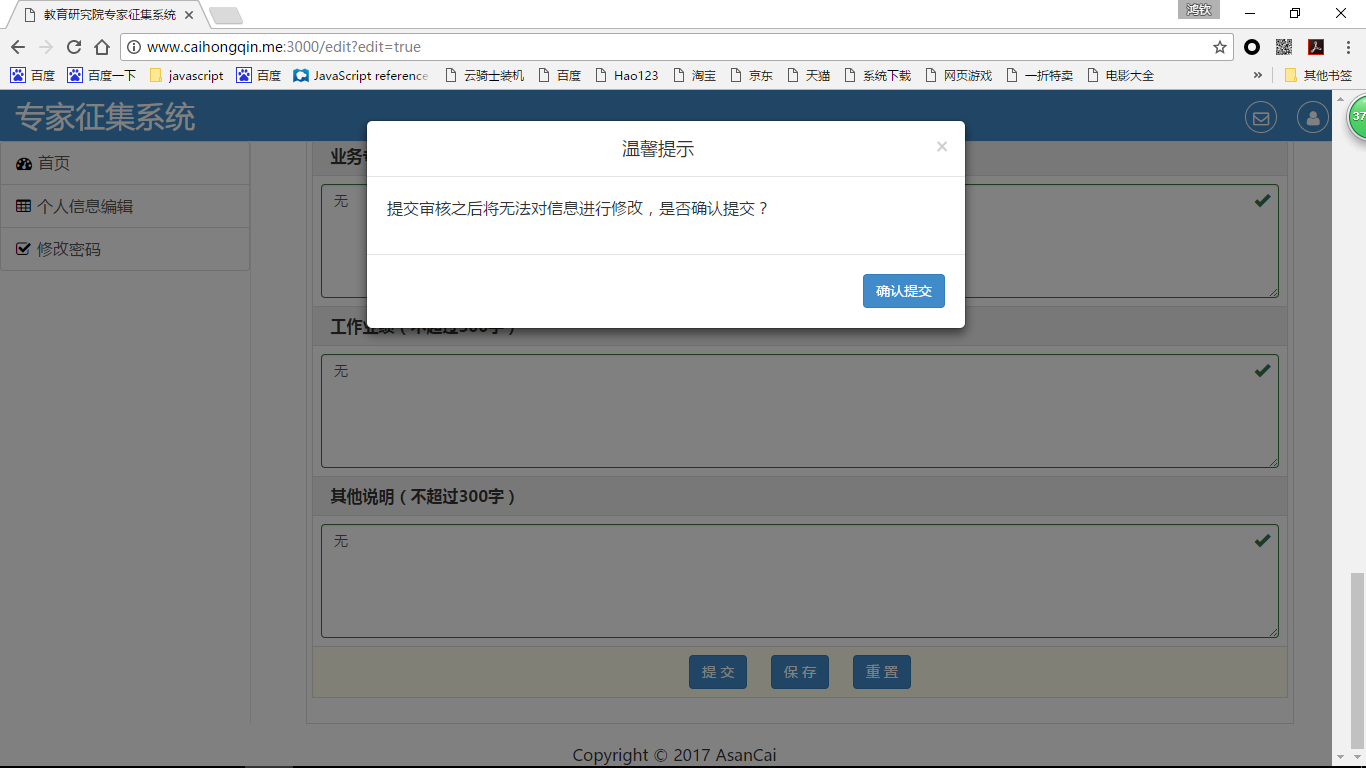 教育研究院专家征集系统
鸿钦
www.caihongqin.me:3000/edit?edit=true
百度 百度一下 javascript 百度 JavaScript reference 云骑士装机 百度 Hao123 淘宝 京东 天猫 系统下载 网页游戏 一折特卖 电影大全 » 其他书签
专家征集系统
37
首页
个人信息编辑
修改密码
温馨提示 ×
提交审核之后将无法对信息进行修改，是否确认提交？
确认提交
业务
无
工作业绩（不超过300字）
无
其他说明（不超过300字）
无
提 交 保 存 重 置
Copyright © 2017 AsanCai